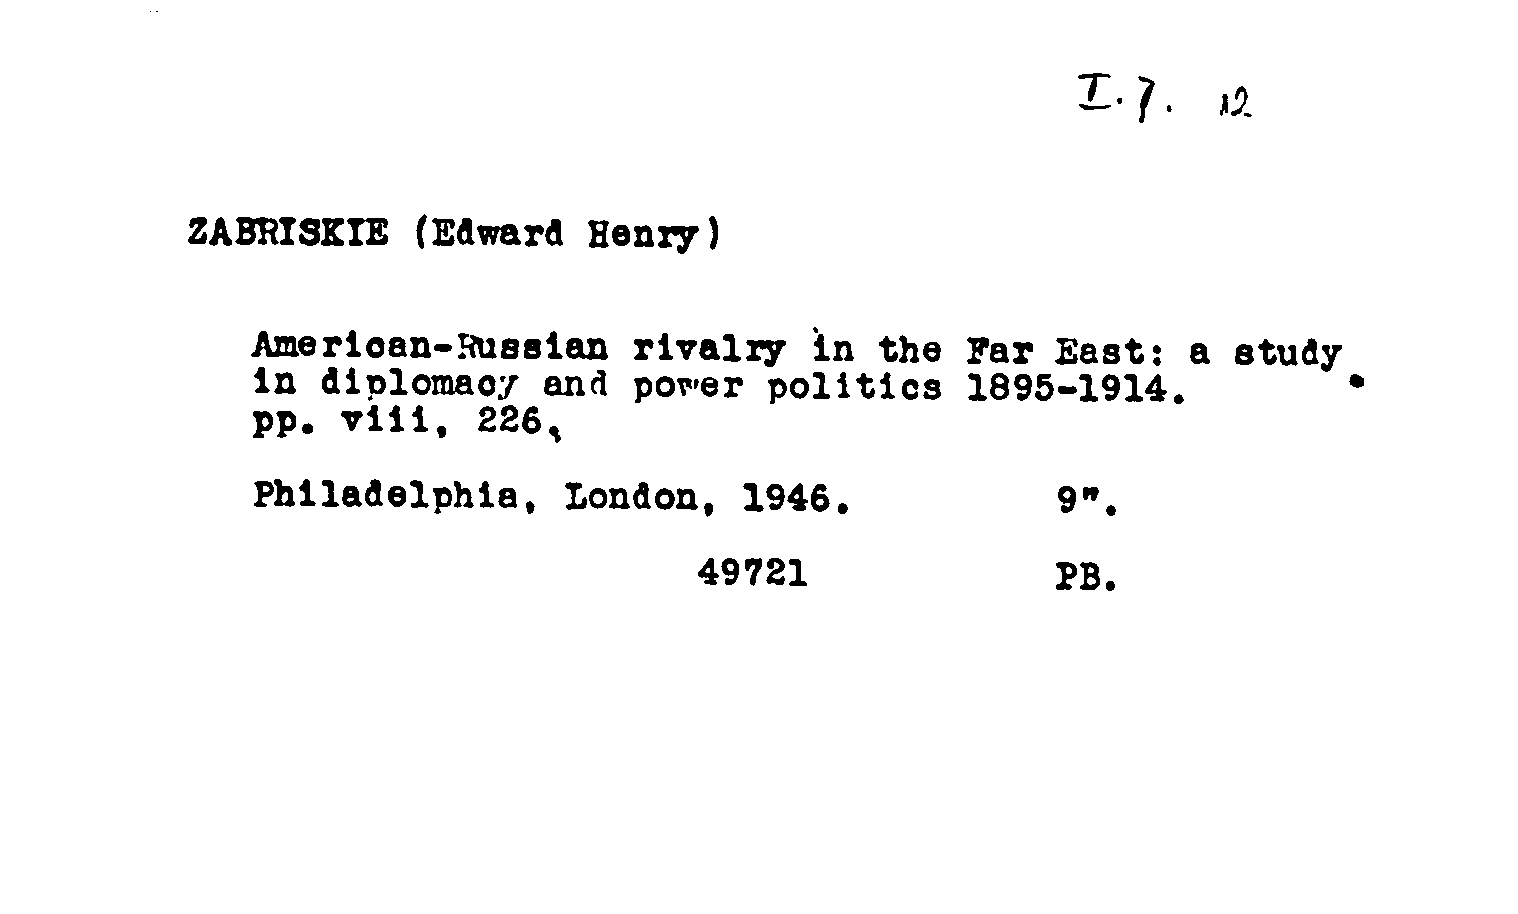 I. 7. 12
ZABRISKIE (Edward Henry)
American-Russian rivalry in the Far East: a study
in diplomacy and power politics 1895-1914.
pp. viii, 226,
Philadelphia, London, 1946. 9".
49721 PB.